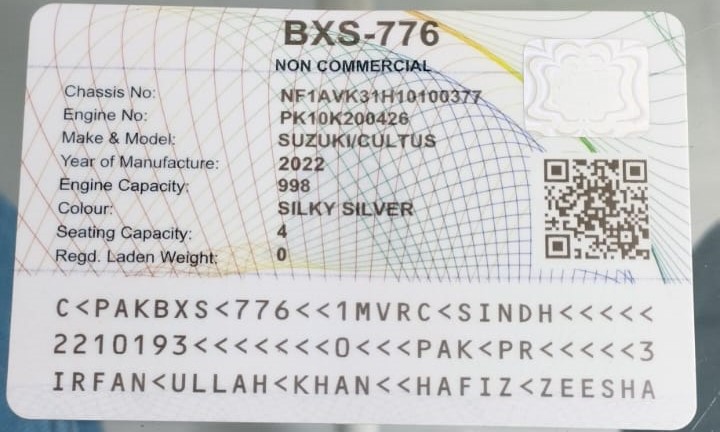 BXS-776
NON COMMERCIAL
Chassis No: NF1AVK31H10100377
Engine No: PK10K200426
Make & Model: SUZUKI/CULTUS
Year of Manufacture: 2022
Engine Capacity: 998
Colour: SILKY SILVER
Seating Capacity: 4
Regd. Laden Weight: 0
C<PAKBXS<776<<1MVRC<SINDH<<<<<
2210193<<<<<<<0<<<PAK<PR<<<<<3
IRFAN<ULLAH<KHAN<<HAFIZ<ZEESHA